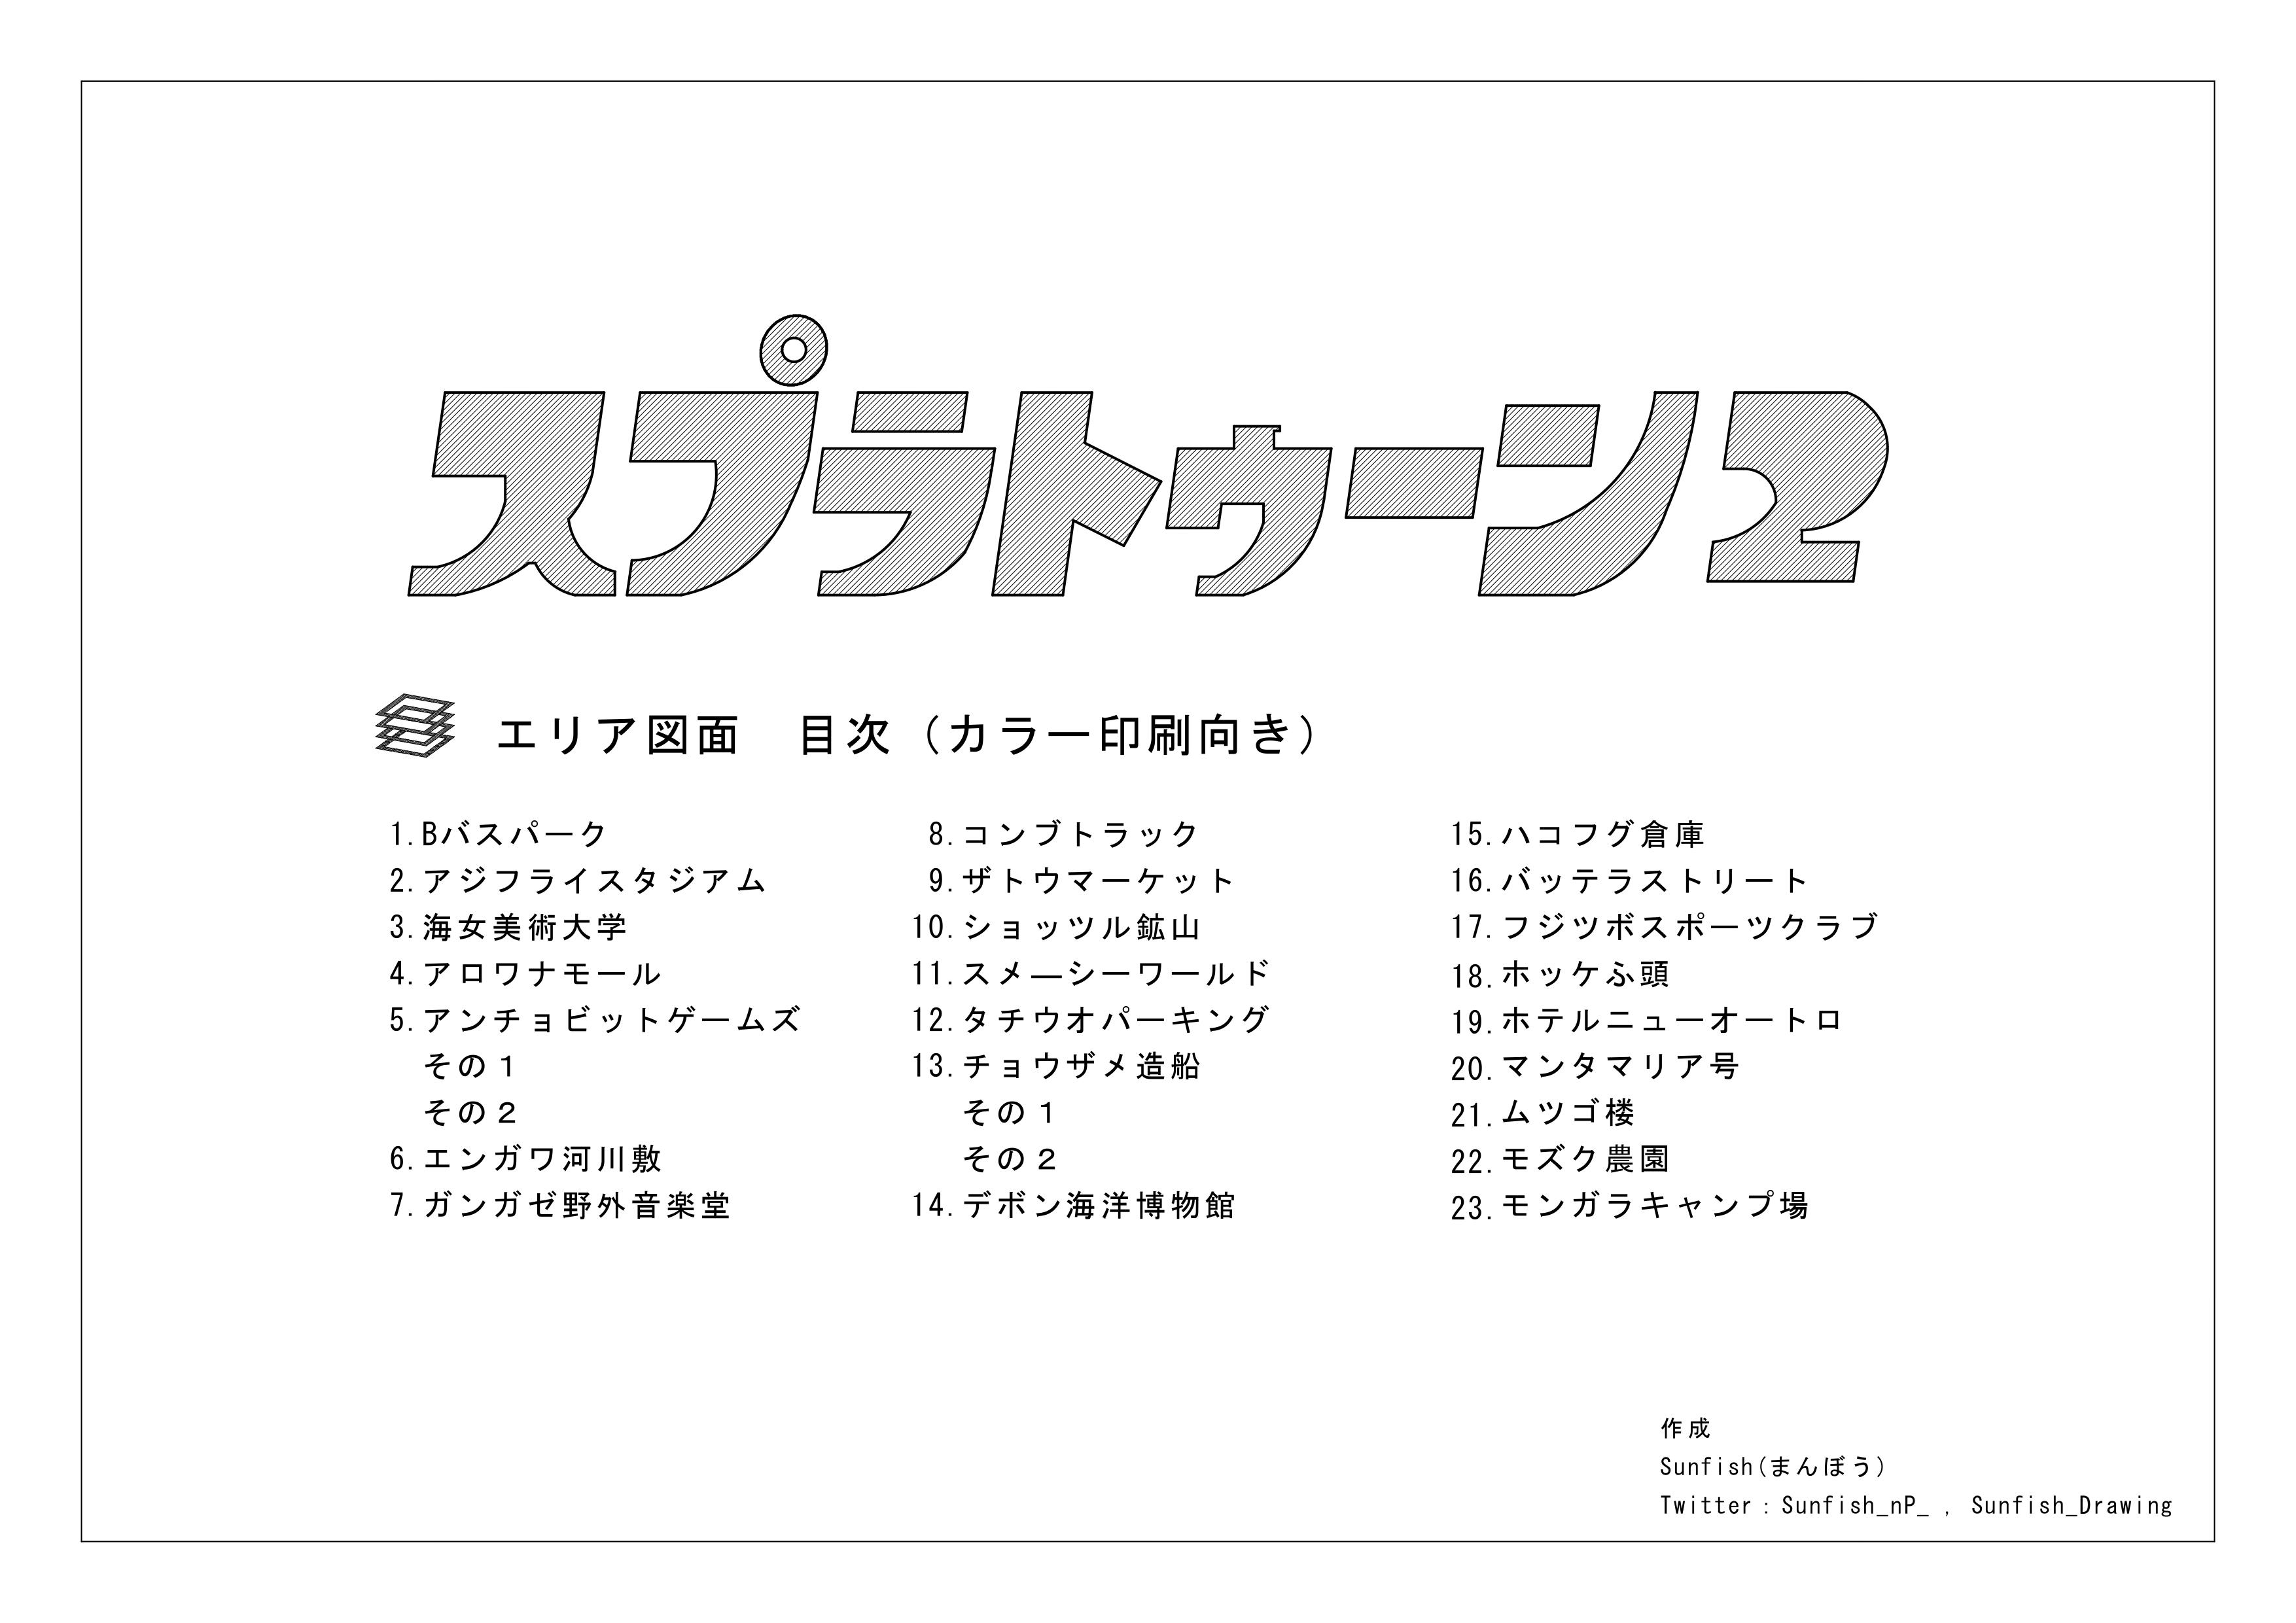 スプラトゥーン2
エリア図面　目次（カラー印刷向き）
1.Bバスパーク
2.アジフライスタジアム
3.海女美術大学
4.アロワナモール
5.アンチョビットゲームズ
その１
その２
6.エンガワ河川敷
7.ガンガゼ野外音楽堂
8.コンブトラック
9.ザトウマーケット
10.ショッツル鉱山
11.スメーシーワールド
12.タチウオパーキング
13.チョウザメ造船
その１
その２
14.デボン海洋博物館
15.ハコフグ倉庫
16.バッテラストリート
17.フジツボスポーツクラブ
18.ホッケふ頭
19.ホテルニューオートロ
20.マンタマリア号
21.ムツゴ楼
22.モズク農園
23.モンガラキャンプ場
作成
Sunfish(まんぼう)
Twitter：Sunfish_nP_ ， Sunfish_Drawing